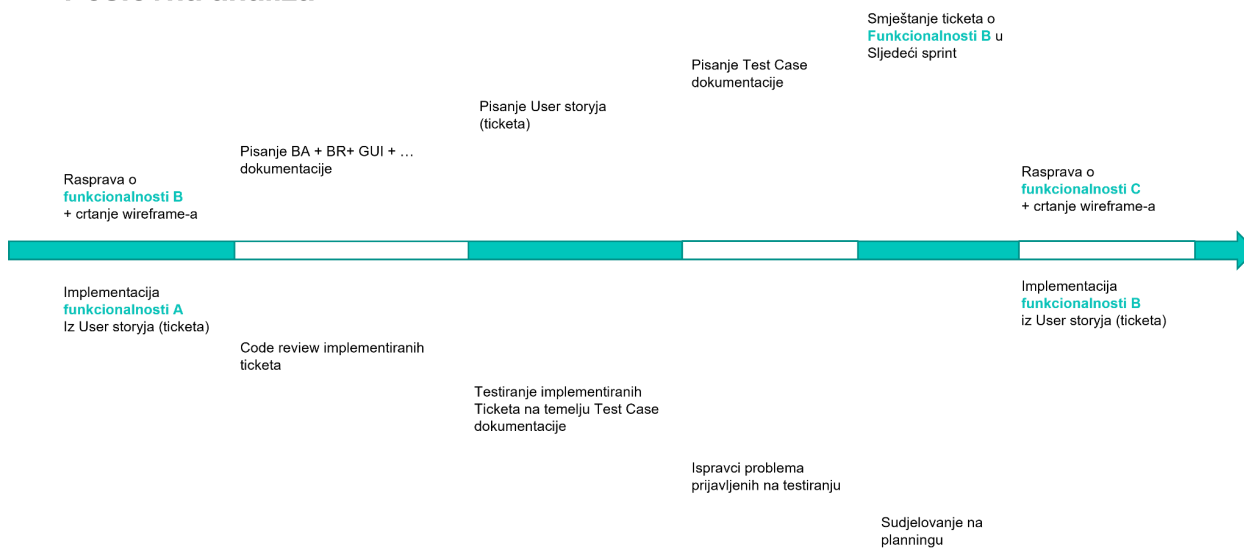 Smještanje ticketa o
Funkcionalnosti B u
Sljedeći sprint
Pisanje Test Case
dokumentacije
Pisanje User storyja
(ticketa)
Pisanje BA + BR+ GUI + …
dokumentacije
Rasprava o
funkcionalnosti B
+ crtanje wireframe-a
Rasprava o
funkcionalnosti C
+ crtanje wireframe-a
Implementacija
funkcionalnosti A
Iz User storyja (ticketa)
Implementacija
funkcionalnosti B
iz User storyja (ticketa)
Code review implementiranih
ticketa
Testiranje implementiranih
Ticketa na temelju Test Case
dokumentacije
Ispravci problema
prijavljenih na testiranju
Sudjelovanje na
planningu